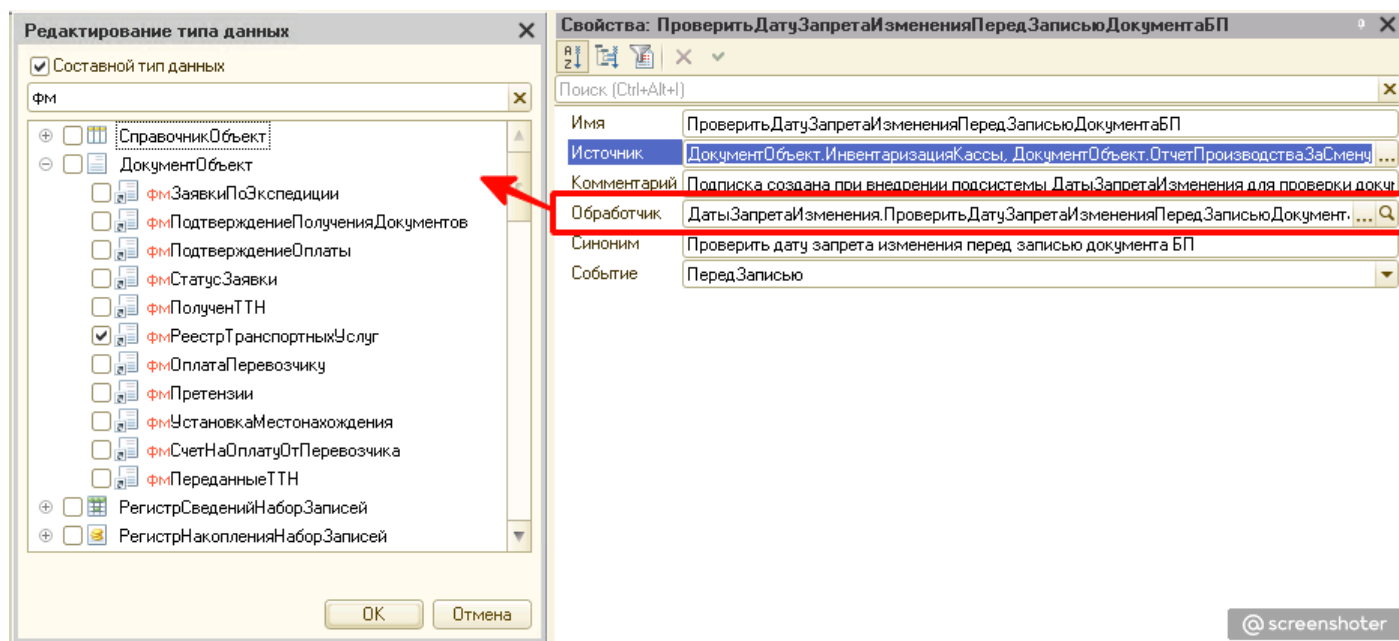 Редактирование типа данных
Составной тип данных
фм
СправочникОбъект
ДокументОбъект
фмЗаявкиПоЭкспедиции
фмПодтверждениеПолученияДокументов
фмПодтверждениеОплаты
фмСтатусЗаявки
фмПолученТТН
фмРеестрТранспортныхУслуг
фмОплатаПеревозчику
фмПретензии
фмУстановкаМестонахождения
фмСчетНаОплатуОтПеревозчика
фмПереданныеТТН
РегистрСведенийНаборЗаписей
РегистрНакопленияНаборЗаписей
ОК
Отмена
Свойства: ПроверитьДатуЗапретаИзмененияПередЗаписьюДокументаБП
Поиск (Ctrl+Alt+I)
Имя ПроверитьДатуЗапретаИзмененияПередЗаписьюДокументаБП
Источник ДокументОбъект.ИнвентаризацияКассы, ДокументОбъект.ОтчетПроизводстваЗаСмену ...
Комментарий Подписка создана при внедрении подсистемы ДатыЗапретаИзменения для проверки
Обработчик ДатыЗапретаИзменения.ПроверитьДатуЗапретаИзмененияПередЗаписьюДокумент. ...
Синоним Проверить дату запрета изменения перед записью документа БП
Событие ПередЗаписью
@ screenshoter